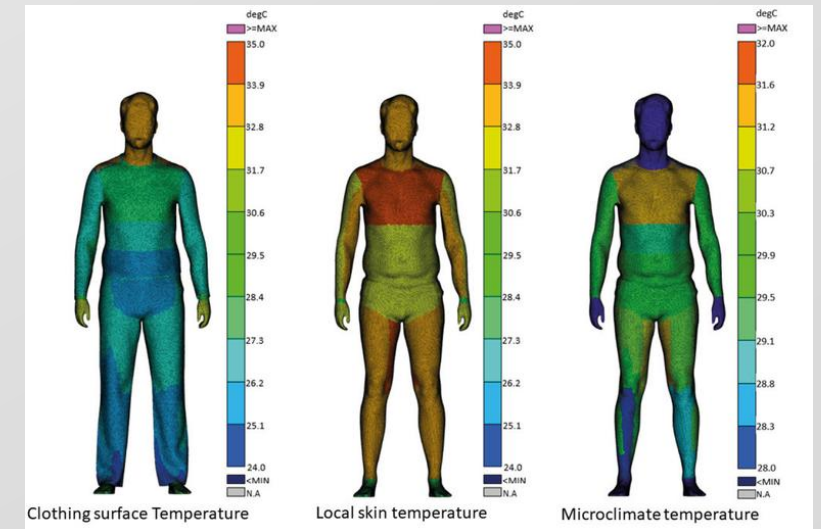 degC
>=MAX
35.0
33.9
32.8
31.7
30.6
29.5
28.4
27.3
26.2
25.1
24.0
<MIN
N.A
Clothing surface Temperature
degC
>=MAX
35.0
33.9
32.8
31.7
30.6
29.5
28.4
27.3
26.2
25.1
24.0
<MIN
N.A
Local skin temperature
degC
>=MAX
32.0
31.6
31.2
30.7
30.3
29.9
29.5
29.1
28.8
28.3
28.0
<MIN
N.A
Microclimate temperature